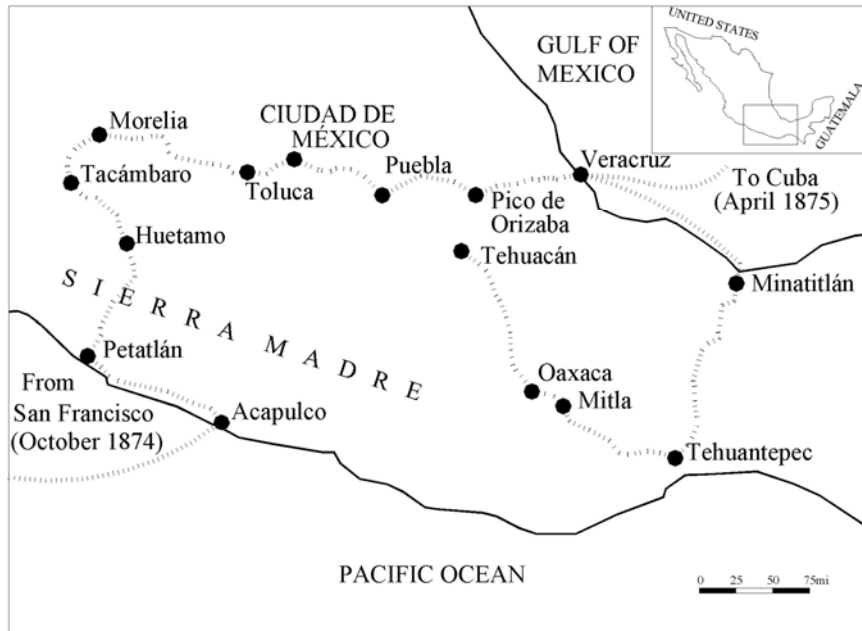 GULF OF
MEXICO
UNITED STATES
GUATEMALA
Morelia
CIUDAD DE
MÉXICO
Tacámbaro
Toluca
Puebla
Veracruz
To Cuba
(April 1875)
Pico de
Orizaba
Huetamo
Tehuacán
Minatitlán
SIERRA MADRE
Petatlán
From
San Francisco
(October 1874)
Acapulco
Oaxaca
Mitla
Tehuantepec
PACIFIC OCEAN
0 25 50 75mi